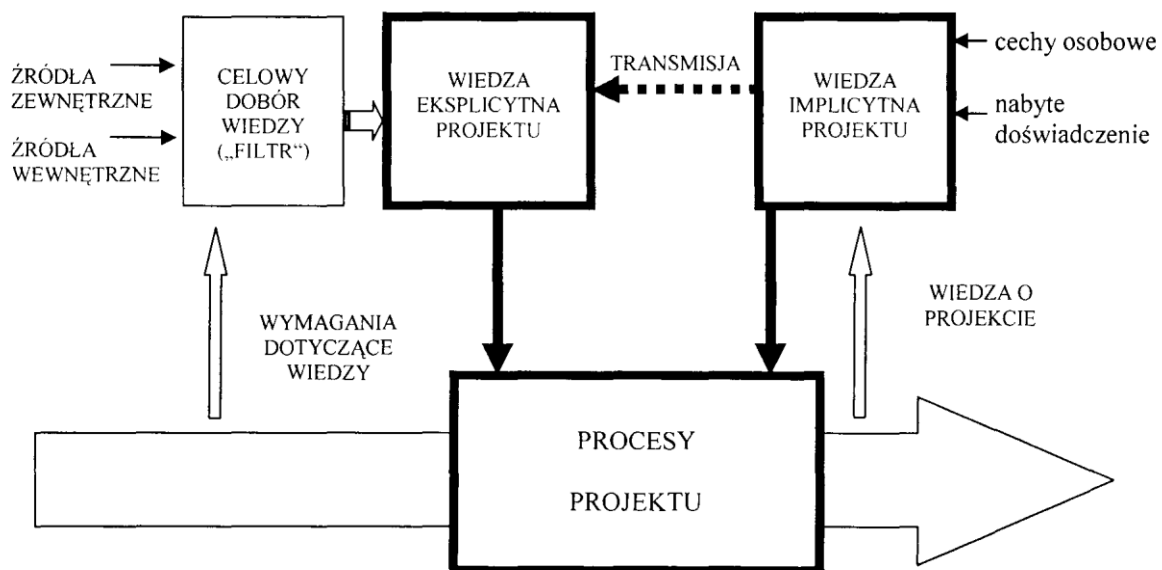 ŹRÓDŁA
ZEWNĘTRZNE
ŹRÓDŁA
WEWNĘTRZNE
CELOWY
DOBÓR
WIEDZY
(„FILTR“)
WIEDZA
EKSPLICYTNA
PROJEKTU
TRANSMISJA
WIEDZA
IMPLICYTNA
PROJEKTU
cechy osobowe
nabyte
doświadczenie
WYMAGANIA
DOTYCZĄCE
WIEDZY
WIEDZA O
PROJEKCIE
PROCESY
PROJEKTU